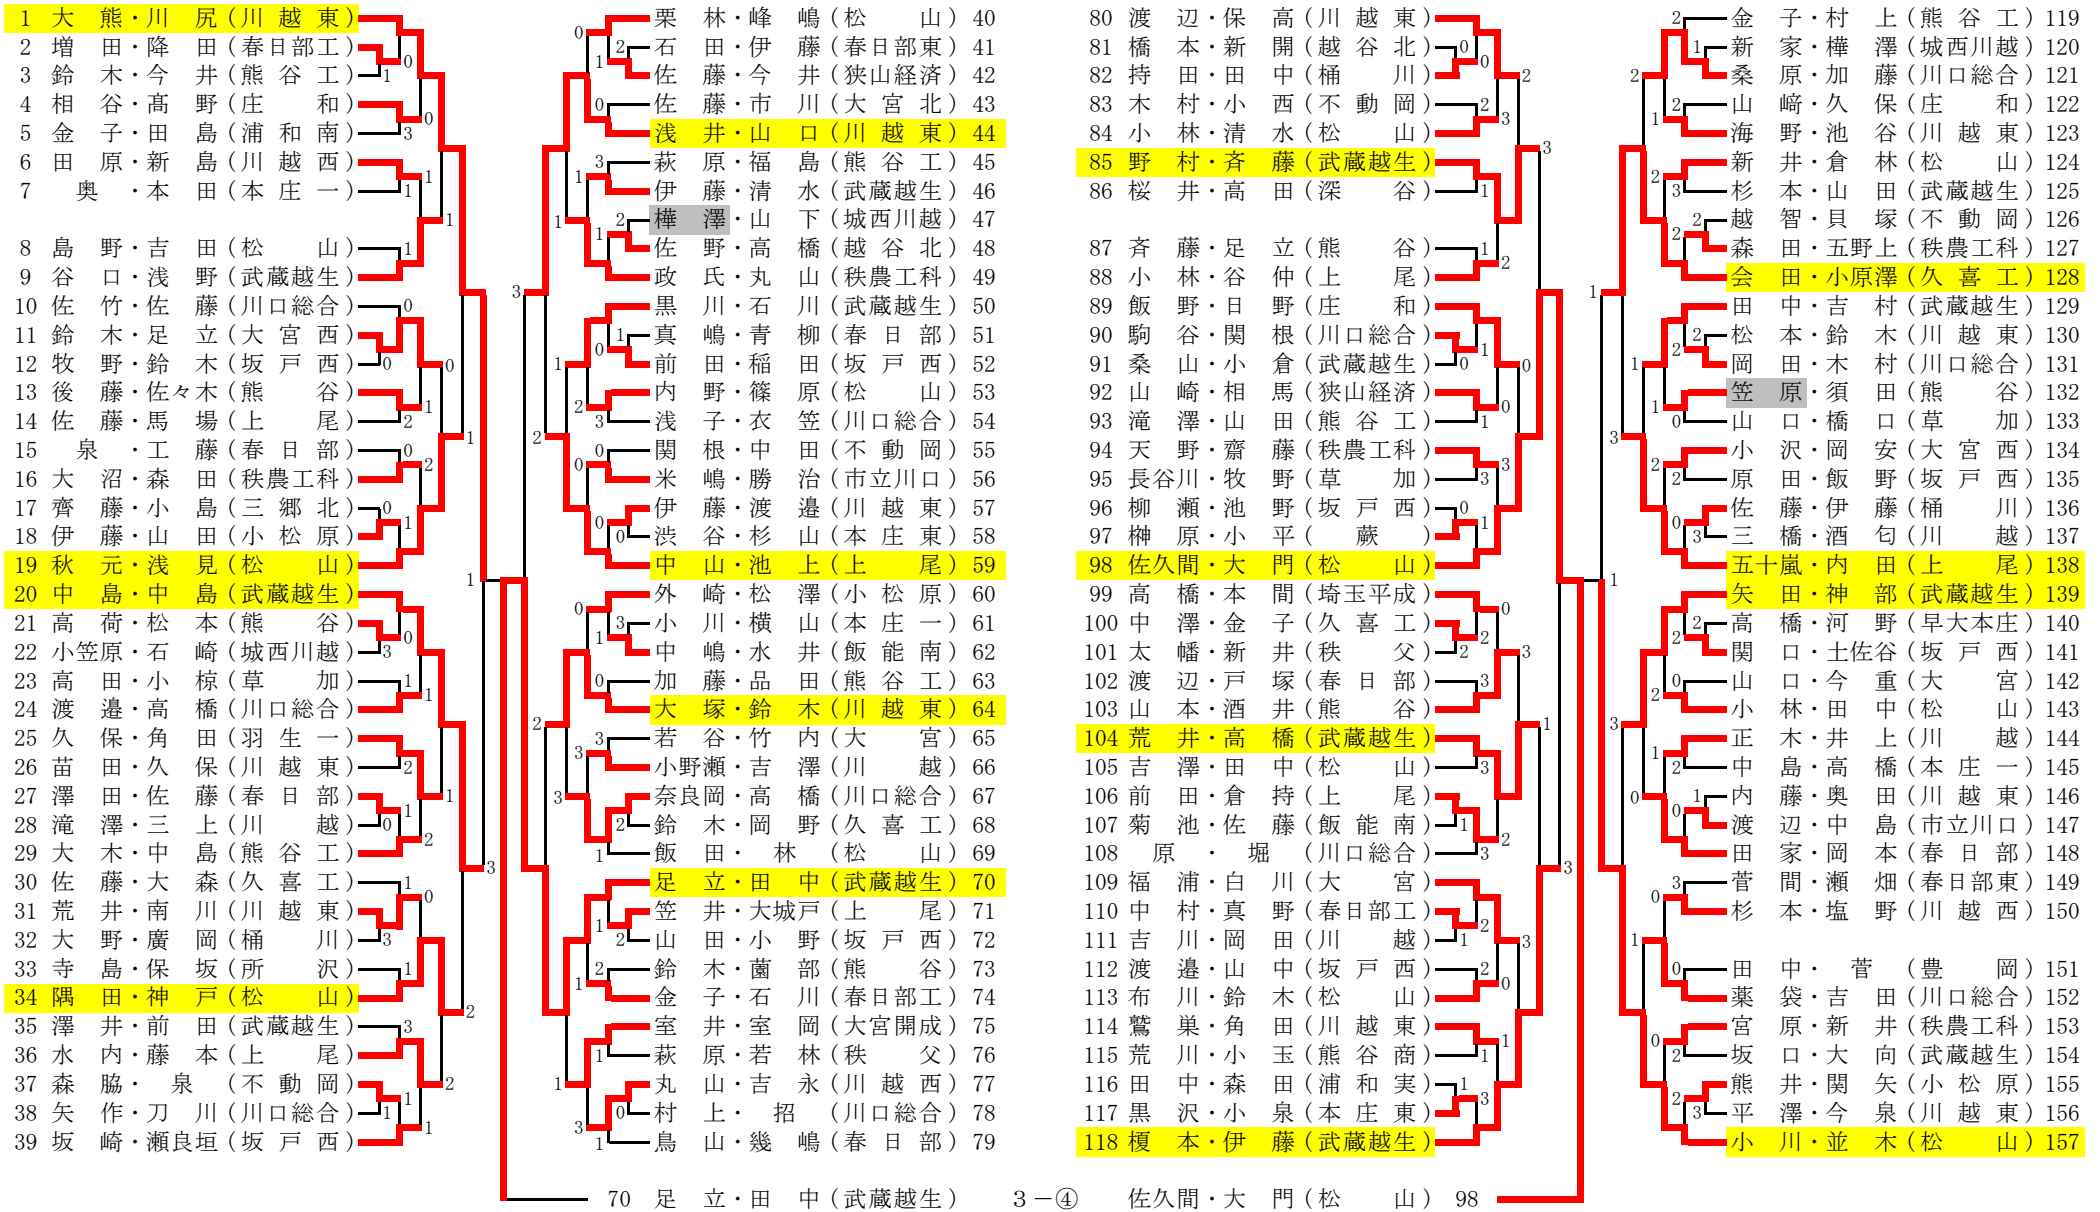 1 大熊・川尻(川越東)
2 増田・降田(春日部工)
3 鈴木・今井(熊谷工)
4 相谷・髙野(庄和)
5 金子・田島(浦和南)
6 田原・新島(川越西)
7 奥・本田(本庄一)
8 島野・吉田(松山)
9 谷口・浅野(武蔵越生)
10 佐竹・佐藤(川口総合)
11 鈴木・足立(大宮西)
12 牧野・鈴木(坂戸西)
13 後藤・佐々木(熊谷)
14 佐藤・馬場(上尾)
15 泉・工藤(春日部)
16 大沼・森田(秩農工科)
17 齊藤・小島(三郷北)
18 伊藤・山田(小松原)
19 秋元・浅見(松山)
20 中島・中島(武蔵越生)
21 高荷・松本(熊谷)
22 小笠原・石崎(城西川越)
23 高田・小椋(草加)
24 渡邉・高橋(川口総合)
25 久保・角田(羽生一)
26 苗田・久保(川越東)
27 澤田・佐藤(春日部)
28 滝澤・三上(川越)
29 大木・中島(熊谷工)
30 佐藤・大森(久喜工)
31 荒井・南川(川越東)
32 大野・廣岡(桶川)
33 寺島・保坂(所沢)
34 隅田・神戸(松山)
35 澤井・前田(武蔵越生)
36 水内・藤本(上尾)
37 森脇・泉(不動岡)
38 矢作・刀川(川口総合)
39 坂崎・瀬良垣(坂戸西)
栗林・峰嶋(松山) 40
石田・伊藤(春日部東) 41
佐藤・今井(狭山経済) 42
佐藤・市川(大宮北) 43
浅井・山口(川越東) 44
萩原・福島(熊谷工) 45
伊藤・清水(武蔵越生) 46
樺澤・山下(城西川越) 47
佐野・高橋(越谷北) 48
政氏・丸山(秩農工科) 49
黒川・石川(武蔵越生) 50
真嶋・青柳(春日部) 51
前田・稲田(坂戸西) 52
内野・篠原(松山) 53
浅子・衣笠(川口総合) 54
関根・中田(不動岡) 55
米嶋・勝治(市立川口) 56
伊藤・渡邉(川越東) 57
渋谷・杉山(本庄東) 58
中山・池上(上尾) 59
外崎・松澤(小松原) 60
小川・横山(本庄一) 61
中嶋・水井(飯能南) 62
加藤・品田(熊谷工) 63
大塚・鈴木(川越東) 64
若谷・竹内(大宮) 65
小野瀬・吉澤(川越) 66
奈良岡・高橋(川口総合) 67
鈴木・岡野(久喜工) 68
飯田・林(松山) 69
足立・田中(武蔵越生) 70
笠井・大城戸(上尾) 71
山田・小野(坂戸西) 72
鈴木・薗部(熊谷) 73
金子・石川(春日部工) 74
室井・室岡(大宮開成) 75
萩原・若林(秩父) 76
丸山・吉永(川越西) 77
村上・招(川口総合) 78
鳥山・幾嶋(春日部) 79
80 渡辺・保高(川越東)
81 橋本・新開(越谷北)
82 持田・田中(桶川)
83 木村・小西(不動岡)
84 小林・清水(松山)
85 野村・斉藤(武蔵越生)
86 桜井・高田(深谷)
87 斉藤・足立(熊谷)
88 小林・谷仲(上尾)
89 飯野・日野(庄和)
90 駒谷・関根(川口総合)
91 桑山・小倉(武蔵越生)
92 山崎・相馬(狭山経済)
93 滝澤・山田(熊谷工)
94 天野・齋藤(秩農工科)
95 長谷川・牧野(草加)
96 柳瀬・池野(坂戸西)
97 榊原・小平(蕨)
98 佐久間・大門(松山)
99 高橋・本間(埼玉平成)
100 中澤・金子(久喜工)
101 太幡・新井(秩父)
102 渡辺・戸塚(春日部)
103 山本・酒井(熊谷)
104 荒井・高橋(武蔵越生)
105 吉澤・田中(松山)
106 前田・倉持(上尾)
107 菊池・佐藤(飯能南)
108 原・堀(川口総合)
109 福浦・白川(大宮)
110 中村・真野(春日部工)
111 吉川・岡田(川越)
112 渡邉・山中(坂戸西)
113 布川・鈴木(松山)
114 鷲巣・角田(川越東)
115 荒川・小玉(熊谷商)
116 田中・森田(浦和実)
117 黒沢・小泉(本庄東)
118 榎本・伊藤(武蔵越生)
金子・村上(熊谷工) 119
新家・樺澤(城西川越) 120
桑原・加藤(川口総合) 121
山﨑・久保(庄和) 122
海野・池谷(川越東) 123
新井・倉林(松山) 124
杉本・山田(武蔵越生) 125
越智・貝塚(不動岡) 126
森田・五野上(秩農工科) 127
会田・小原澤(久喜工) 128
田中・吉村(武蔵越生) 129
松本・鈴木(川越東) 130
岡田・木村(川口総合) 131
笠原・須田(熊谷) 132
山口・橋口(草加) 133
小沢・岡安(大宮西) 134
原田・飯野(坂戸西) 135
佐藤・伊藤(桶川) 136
三橋・酒匂(川越) 137
五十嵐・内田(上尾) 138
矢田・神部(武蔵越生) 139
高橋・河野(早大本庄) 140
関口・土佐谷(坂戸西) 141
山口・今重(大宮) 142
小林・田中(松山) 143
正木・井上(川越) 144
中島・高橋(本庄一) 145
内藤・奥田(川越東) 146
渡辺・中島(市立川口) 147
田家・岡本(春日部) 148
菅間・瀬畑(春日部東) 149
杉本・塩野(川越西) 150
田中・菅(豊岡) 151
薬袋・吉田(川口総合) 152
宮原・新井(秩農工科) 153
坂口・大向(武蔵越生) 154
熊井・関矢(小松原) 155
平澤・今泉(川越東) 156
小川・並木(松山) 157
70 足立・田中(武蔵越生) 3-④ 佐久間・大門(松山) 98